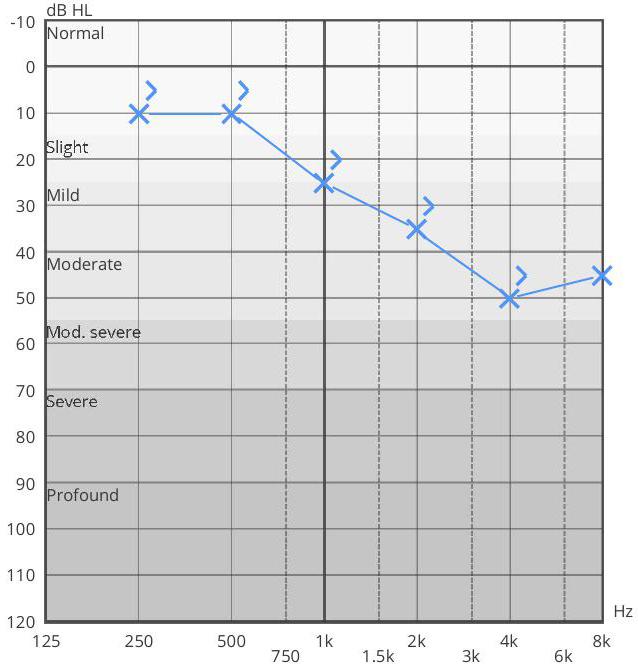 dB HL
-10
Normal
0
10
Slight
20
Mild
30
40
Moderate
50
Mod. severe
60
70
Severe
80
90
Profound
100
110
120
Hz
125 250 500 1k 2k 4k 8k
750 1.5k 3k 6k